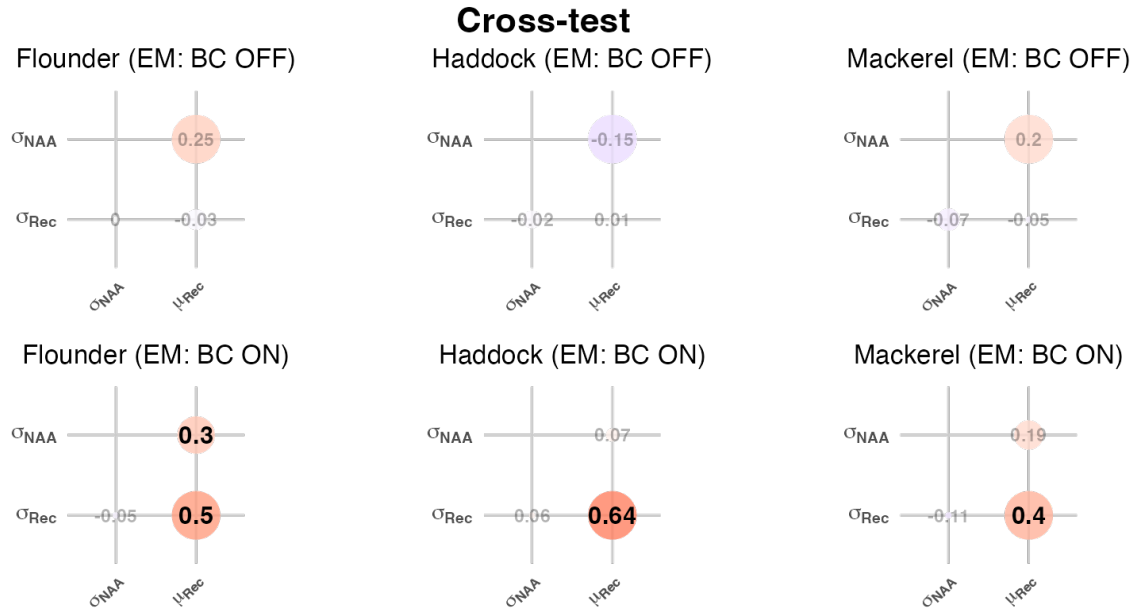 Cross-test
Flounder (EM: BC OFF) Haddock (EM: BC OFF) Mackerel (EM: BC OFF)
σNAA 0.25 σNAA -0.15 σNAA 0.2
σRec 0 -0.03 σRec -0.02 0.01 σRec -0.07 -0.05
σNAA μRec σNAA μRec σNAA μRec
Flounder (EM: BC ON) Haddock (EM: BC ON) Mackerel (EM: BC ON)
σNAA 0.3 σNAA 0.07 σNAA 0.19
σRec -0.05 0.5 σRec 0.06 0.64 σRec -0.11 0.4
σNAA μRec σNAA μRec σNAA μRec